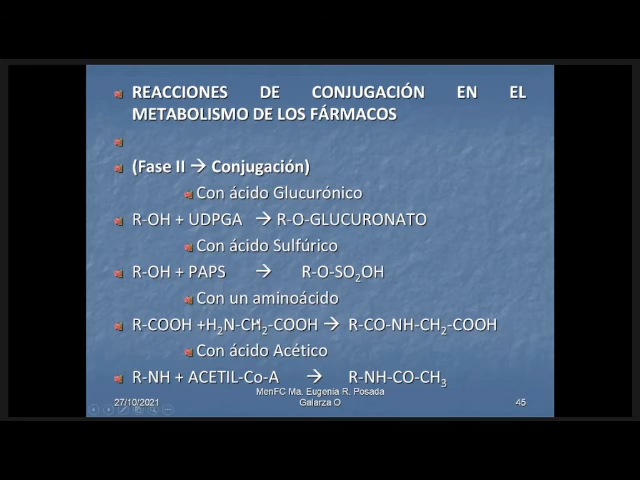 REACCIONES DE CONJUGACIÓN EN EL
METABOLISMO DE LOS FÁRMACOS
(Fase II → Conjugación)
Con ácido Glucurónico
R-OH + UDPGA → R-O-GLUCURONATO
Con ácido Sulfúrico
R-OH + PAPS → R-O-SO₂OH
Con un aminoácido
R-COOH +H₂N-CH₂-COOH → R-CO-NH-CH₂-COOH
Con ácido Acético
R-NH + ACETIL-Co-A → R-NH-CO-CH₃
MenFC Ma. Eugenia R. Posada
27/10/2021 Galarza O 45